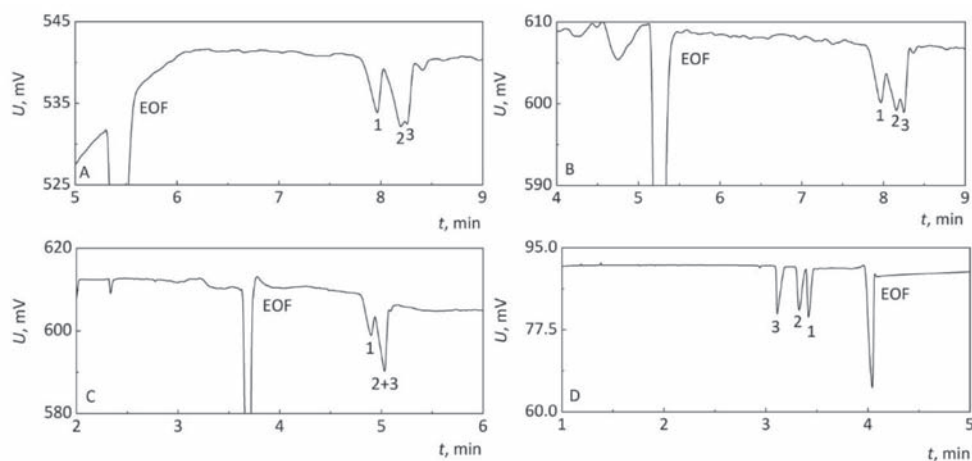 545
535
525
U, mV
EOF
1
2 3
A
5 6 7 8 9
t, min
610
600
590
U, mV
EOF
1
2
3
B
4 5 6 7 8 9
t, min
620
600
580
U, mV
EOF
1
2+3
C
2 3 4 5 6
t, min
95.0
77.5
60.0
U, mV
EOF
3
2
1
D
1 2 3 4 5
t, min